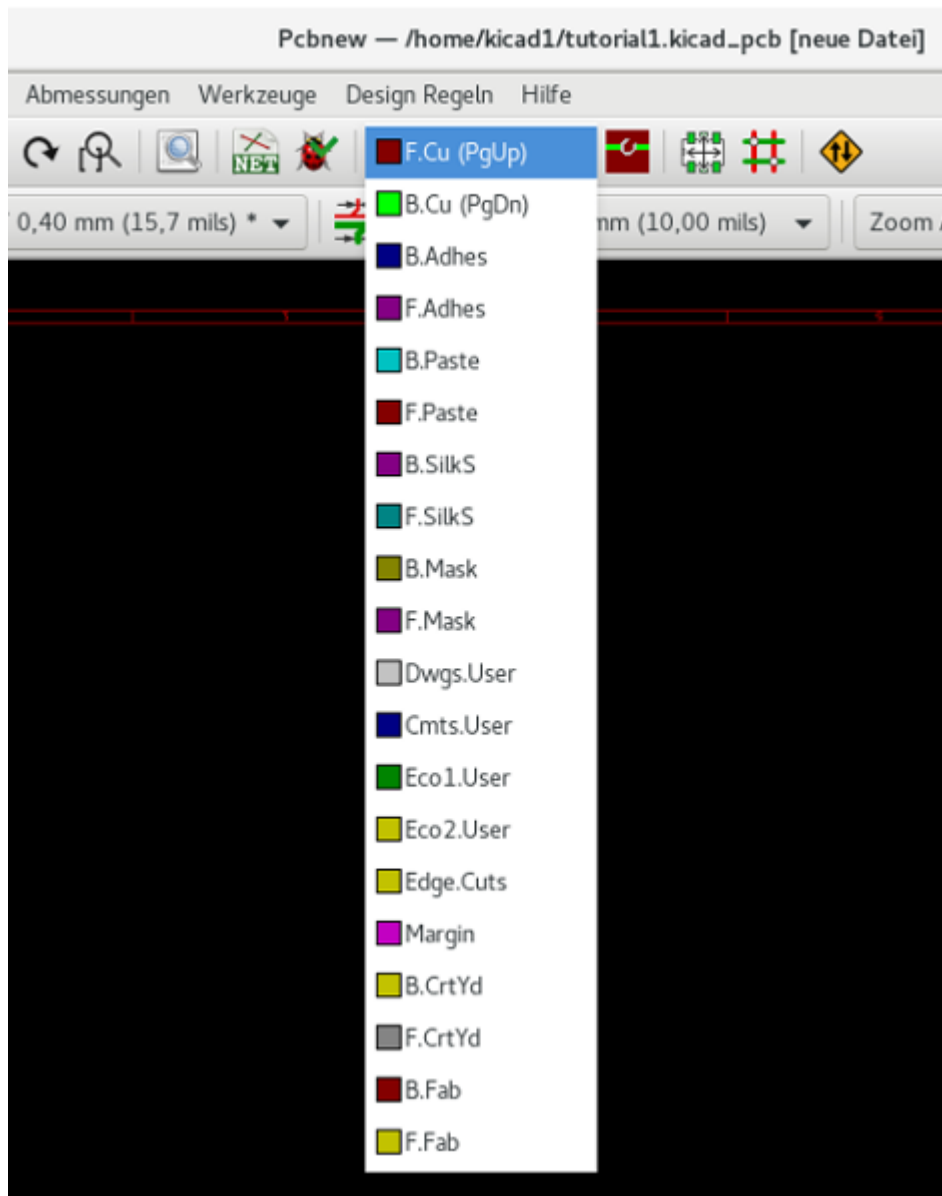 Pcbnew — /home/kicad1/tutorial1.kicad_pcb [neue Datei]
Abmessungen Werkzeuge Design Regeln Hilfe
NET
F.Cu (PgUp)
0,40 mm (15,7 mils) *
B.Cu (PgDn)
mm (10,00 mils)
Zoom
B.Adhes
F.Adhes
B.Paste
F.Paste
B.SilkS
F.SilkS
B.Mask
F.Mask
Dwgs.User
Cmts.User
Eco1.User
Eco2.User
Edge.Cuts
Margin
B.CrtYd
F.CrtYd
B.Fab
F.Fab